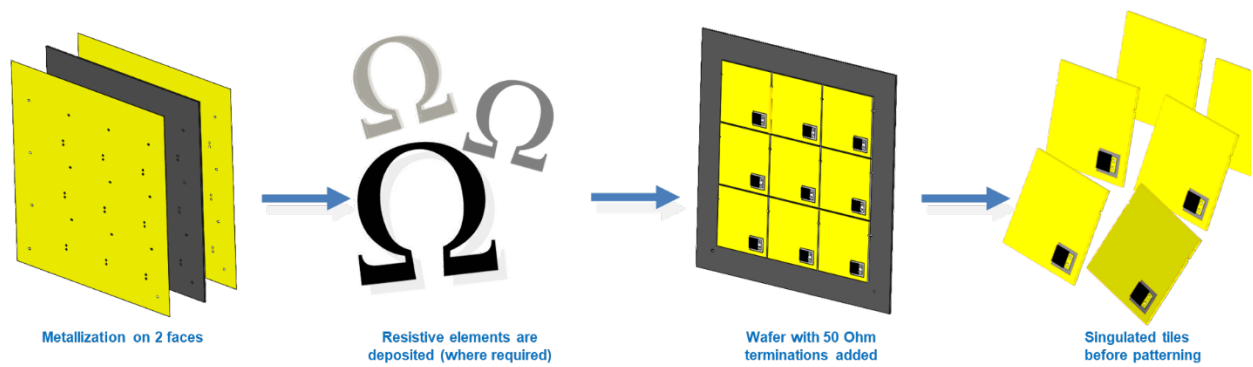 Ω
Ω
Ω
Metallization on 2 faces
Resistive elements are
deposited (where required)
Wafer with 50 Ohm
terminations added
Singulated tiles
before patterning